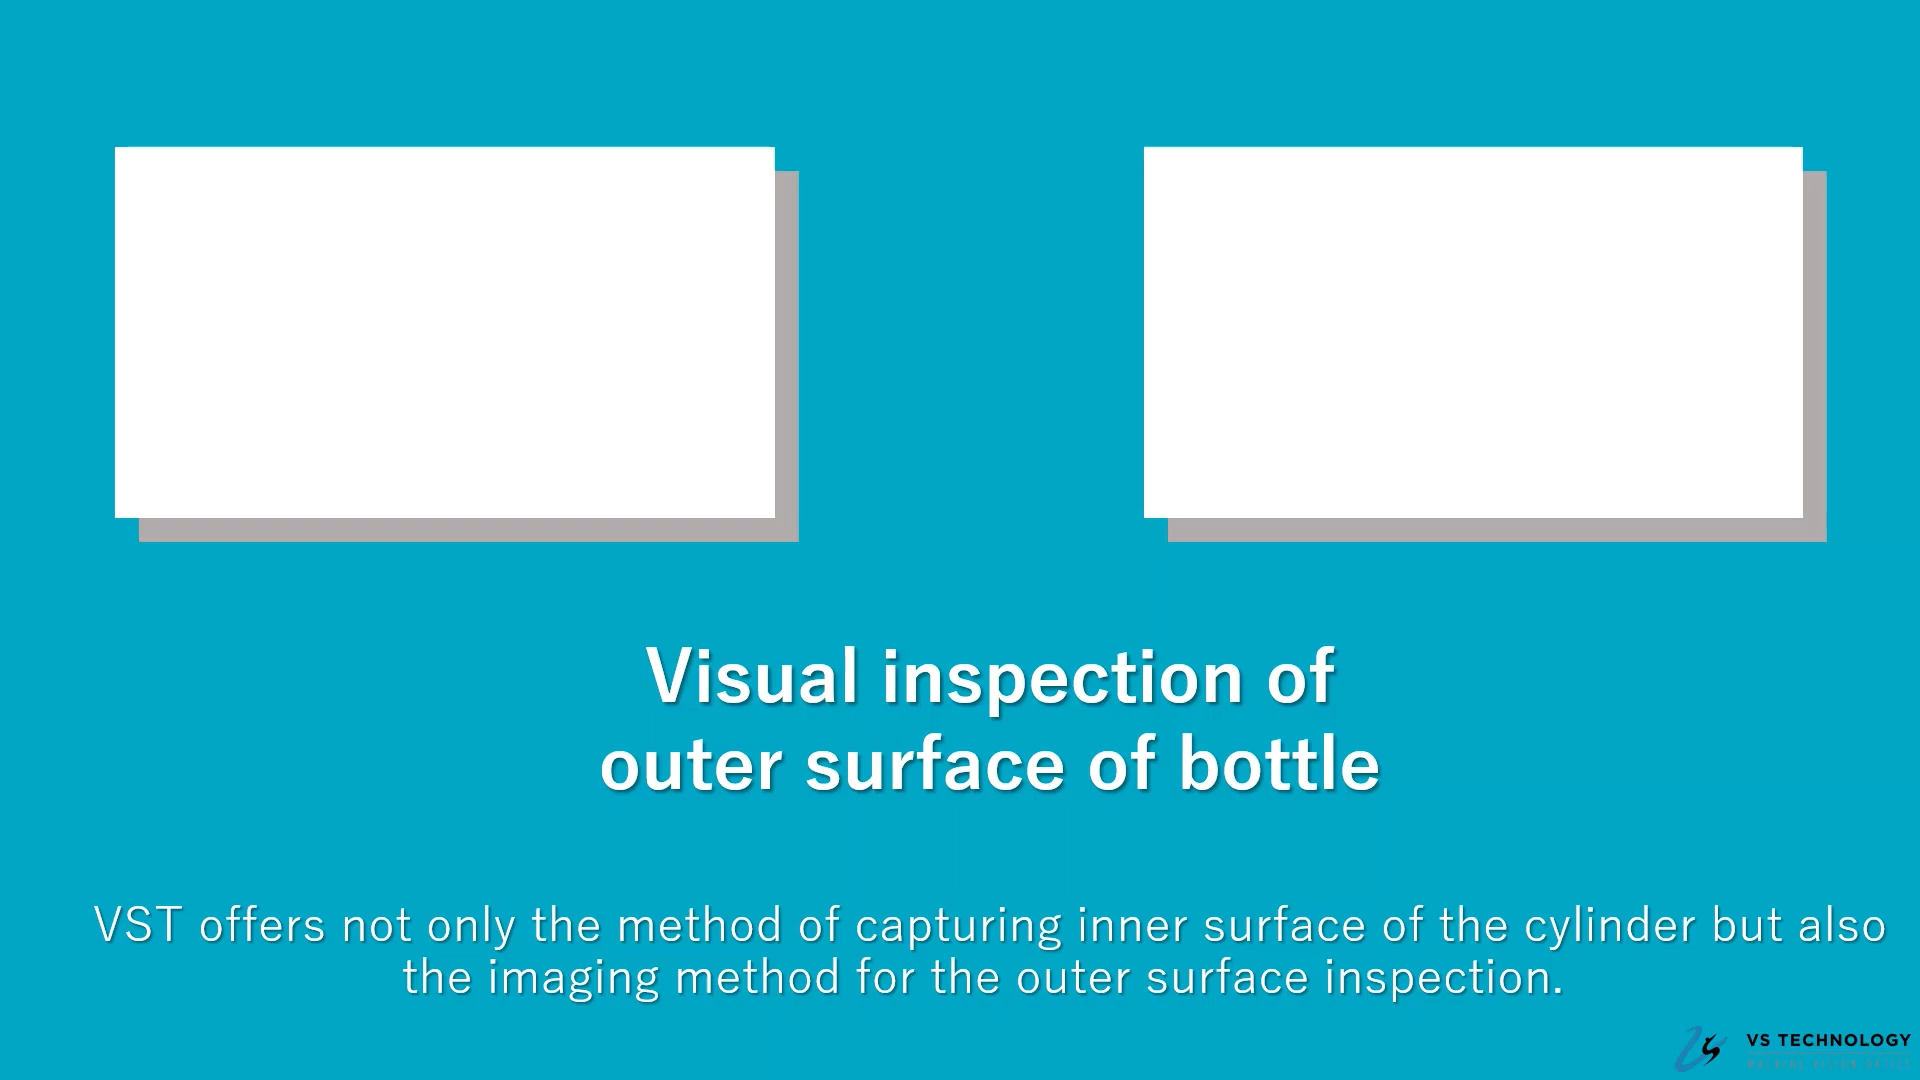 Visual inspection of
outer surface of bottle
VST offers not only the method of capturing inner surface of the cylinder but also
the imaging method for the outer surface inspection.
VS TECHNOLOGY